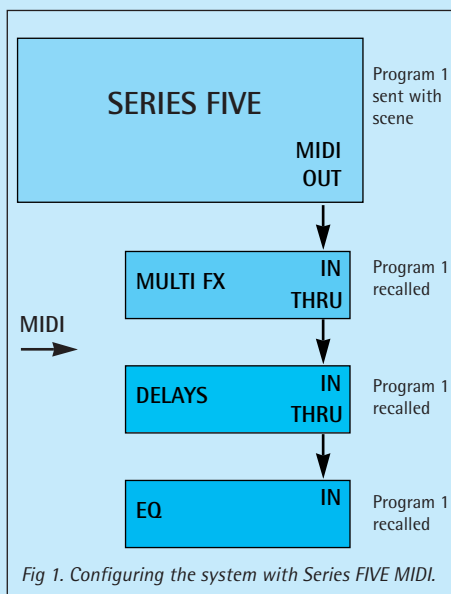 SERIES FIVE
Program 1
sent with
scene
MIDI
OUT
MULTI FX
IN
THRU
Program 1
recalled
MIDI
DELAYS
IN
THRU
Program 1
recalled
EQ
IN
Program 1
recalled
Fig 1. Configuring the system with Series FIVE MIDI.